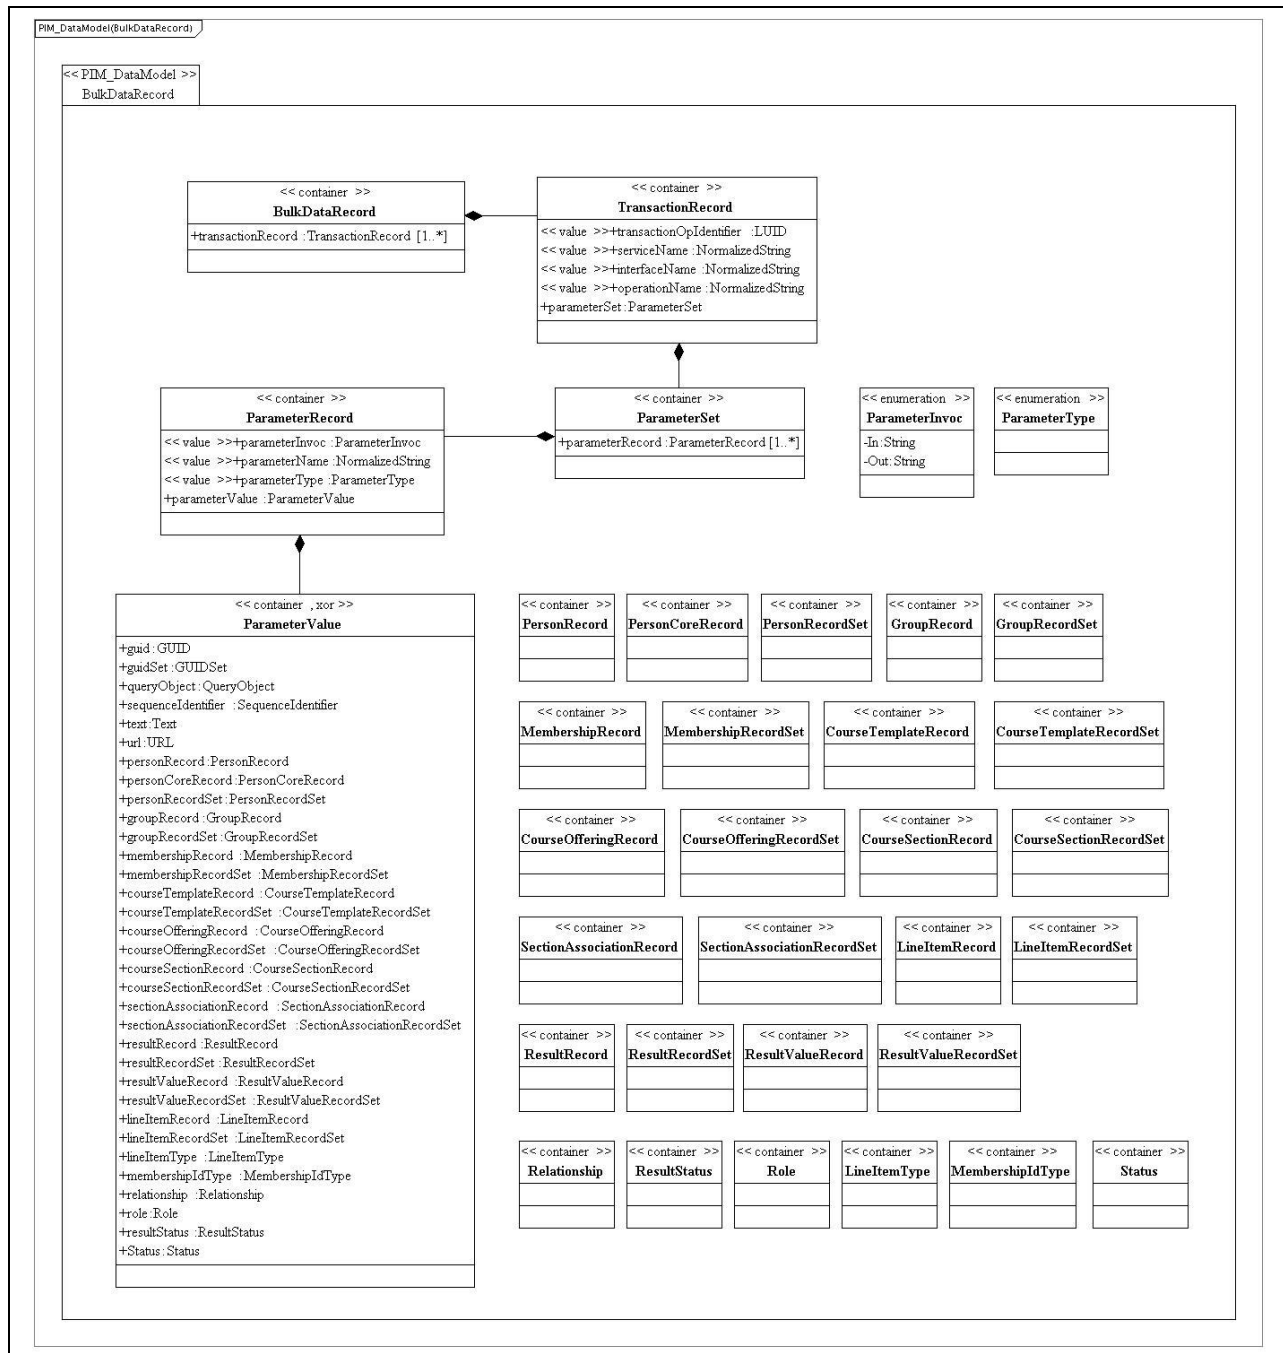 PIM_DataModel(BulkDataRecord)
<< PIM_DataModel >>
BulkDataRecord
<< container >>
BulkDataRecord
+transactionRecord :TransactionRecord [1..*]
<< container >>
TransactionRecord
<< value >>+transactionOpIdentifier :LUID
<< value >>+serviceName :NormalizedString
<< value >>+interfaceName :NormalizedString
<< value >>+operationName :NormalizedString
+parameterSet :ParameterSet
<< container >>
ParameterRecord
<< value >>+parameterInvoc :ParameterInvoc
<< value >>+parameterName :NormalizedString
<< value >>+parameterType :ParameterType
+parameterValue :ParameterValue
<< container >>
ParameterSet
+parameterRecord :ParameterRecord [1..*]
<< enumeration >>
ParameterInvoc
-In:String
-Out:String
<< enumeration >>
ParameterType
<< container , xor >>
ParameterValue
+guid :GUID
+guidSet :GUIDSet
+queryObject :QueryObject
+sequenceIdentifier :SequenceIdentifier
+text:Text
+url:URL
+personRecord :PersonRecord
+personCoreRecord :PersonCoreRecord
+personRecordSet :PersonRecordSet
+groupRecord :GroupRecord
+groupRecordSet :GroupRecordSet
+membershipRecord :MembershipRecord
+membershipRecordSet :MembershipRecordSet
+courseTemplateRecord :CourseTemplateRecord
+courseTemplateRecordSet :CourseTemplateRecordSet
+courseOfferingRecord :CourseOfferingRecord
+courseOfferingRecordSet :CourseOfferingRecordSet
+courseSectionRecord :CourseSectionRecord
+courseSectionRecordSet :CourseSectionRecordSet
+sectionAssociationRecord :SectionAssociationRecord
+sectionAssociationRecordSet :SectionAssociationRecordSet
+resultRecord :ResultRecord
+resultRecordSet :ResultRecordSet
+resultValueRecord :ResultValueRecord
+resultValueRecordSet :ResultValueRecordSet
+lineItemRecord :LineItemRecord
+lineItemRecordSet :LineItemRecordSet
+lineItemType :LineItemType
+membershipIdType :MembershipIdType
+relationship :Relationship
+role:Role
+resultStatus :ResultStatus
+Status:Status
<< container >>
PersonRecord
<< container >>
PersonCoreRecord
<< container >>
PersonRecordSet
<< container >>
GroupRecord
<< container >>
GroupRecordSet
<< container >>
MembershipRecord
<< container >>
MembershipRecordSet
<< container >>
CourseTemplateRecord
<< container >>
CourseTemplateRecordSet
<< container >>
CourseOfferingRecord
<< container >>
CourseOfferingRecordSet
<< container >>
CourseSectionRecord
<< container >>
CourseSectionRecordSet
<< container >>
SectionAssociationRecord
<< container >>
SectionAssociationRecordSet
<< container >>
LineItemRecord
<< container >>
LineItemRecordSet
<< container >>
ResultRecord
<< container >>
ResultRecordSet
<< container >>
ResultValueRecord
<< container >>
ResultValueRecordSet
<< container >>
Relationship
<< container >>
ResultStatus
<< container >>
Role
<< container >>
LineItemType
<< container >>
MembershipIdType
<< container >>
Status